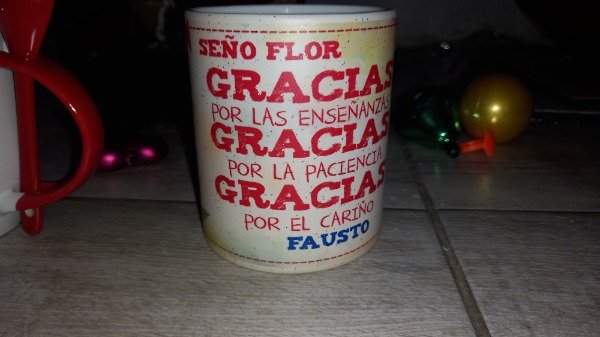 SEÑO FLOR
GRACIAS
POR LAS ENSEÑANZAS
GRACIAS
POR LA PACIENCIA
GRACIAS
POR EL CARIÑO
FAUSTO